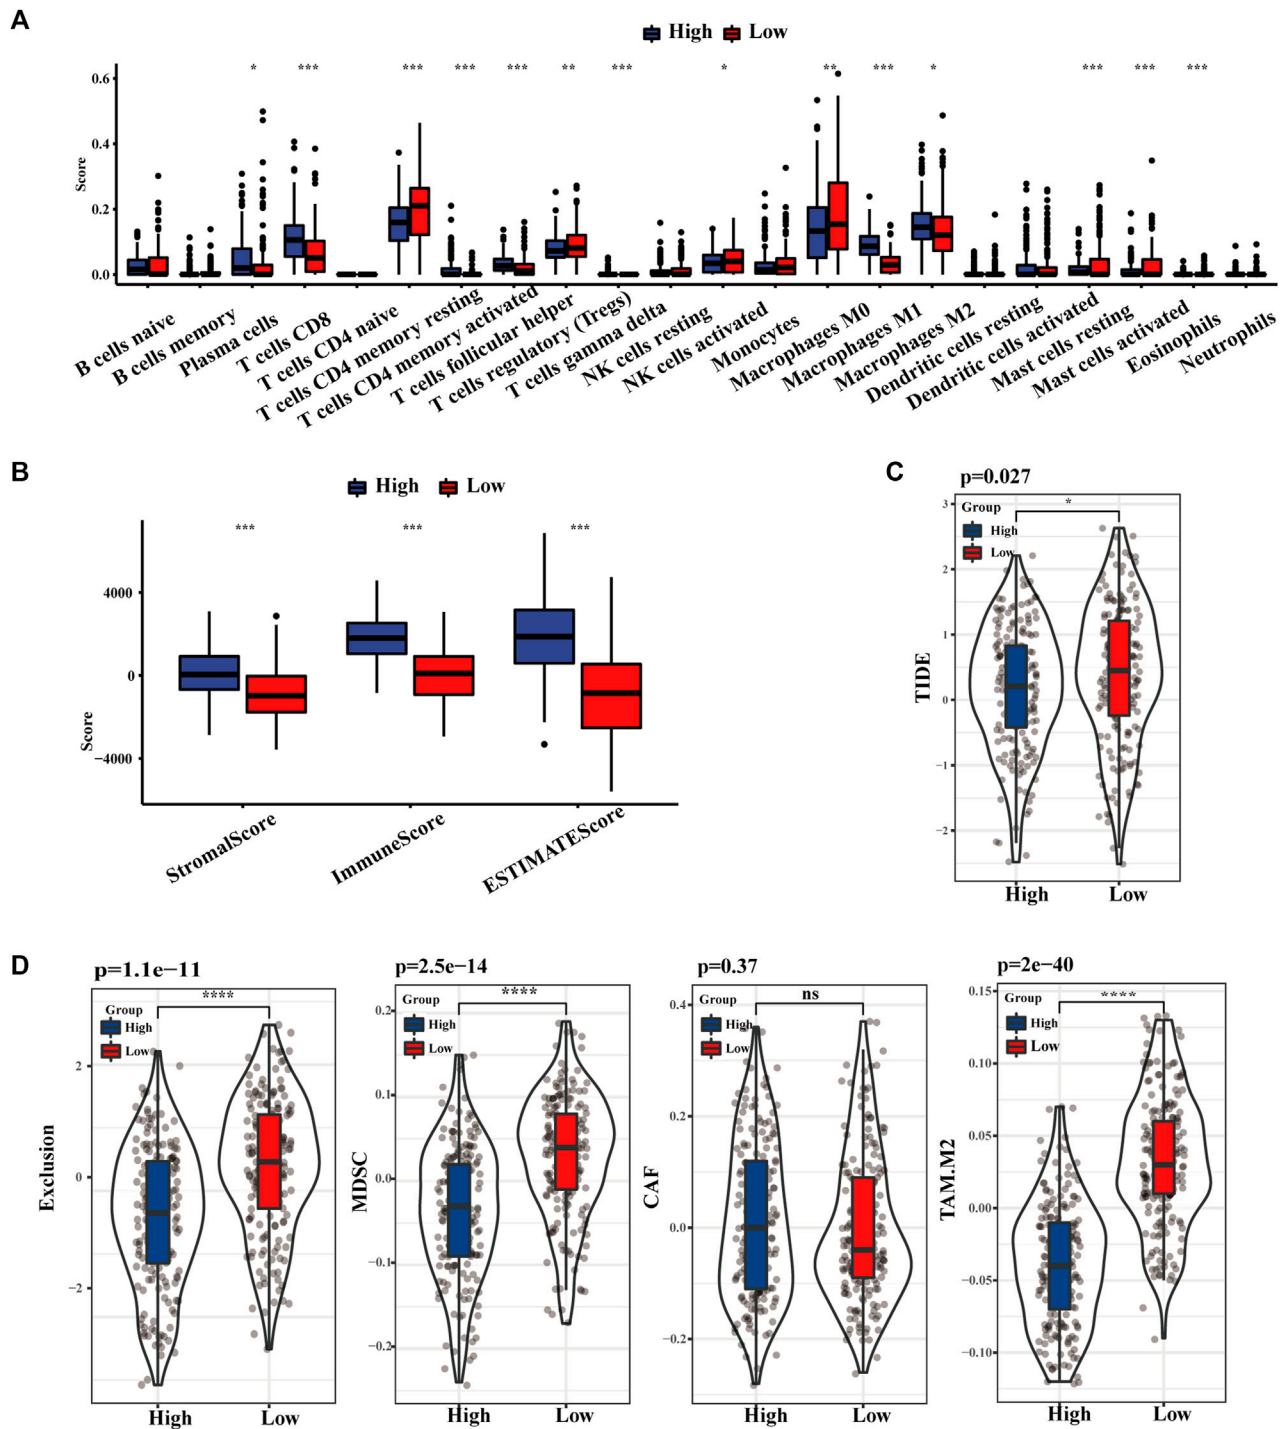 A
High Low
* *** *** *** *** ** *** * ** *** * *** *** ***
0.6
0.4
0.2
0.0
Score
B cells naive
B cells memory
Plasma cells
T cells CD8
T cells CD4 naive
T cells CD4 memory resting
T cells CD4 memory activated
T cells follicular helper
T cells regulatory (Tregs)
T cells gamma delta
NK cells resting
NK cells activated
Monocytes
Macrophages M0
Macrophages M1
Macrophages M2
Dendritic cells resting
Dendritic cells activated
Mast cells resting
Mast cells activated
Eosinophils
Neutrophils
B
High Low
*** *** ***
4000
0
−4000
Score
StromalScore
ImmuneScore
ESTIMATEScore
C
p=0.027
*
Group
High
Low
3
2
1
0
−1
−2
TIDE
High Low
D
p=1.1e−11
****
Group
High
Low
2
0
−2
Exclusion
High Low
p=2.5e−14
****
Group
High
Low
0.2
0.1
0.0
−0.1
−0.2
MDSC
High Low
p=0.37
ns
Group
High
Low
0.4
0.2
0.0
−0.2
CAF
High Low
p=2e−40
****
Group
High
Low
0.15
0.10
0.05
0.00
−0.05
−0.10
TAM.M2
High Low